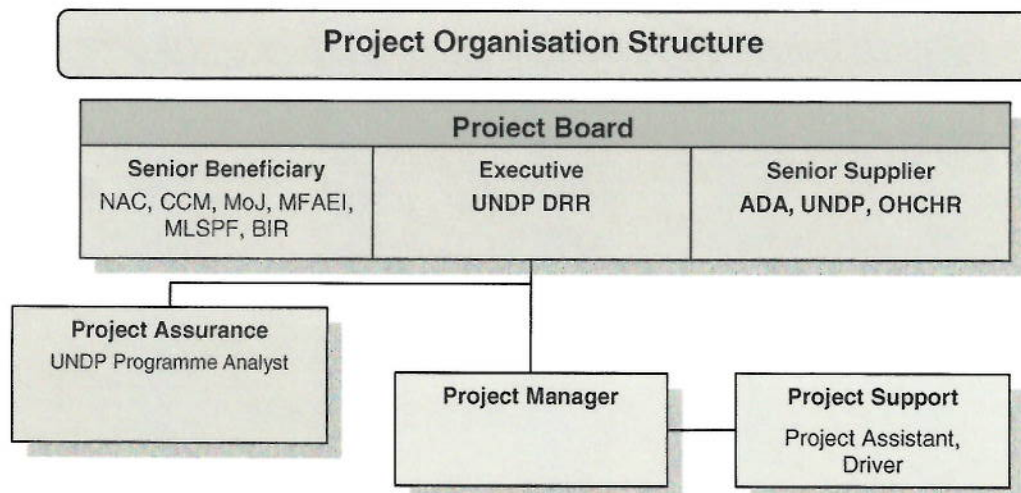 Project Organisation Structure
Project Board
Senior Beneficiary
NAC, CCM, MoJ, MFAEI,
MLSPF, BIR
Executive
UNDP DRR
Senior Supplier
ADA, UNDP, OHCHR
Project Assurance
UNDP Programme Analyst
Project Manager
Project Support
Project Assistant,
Driver